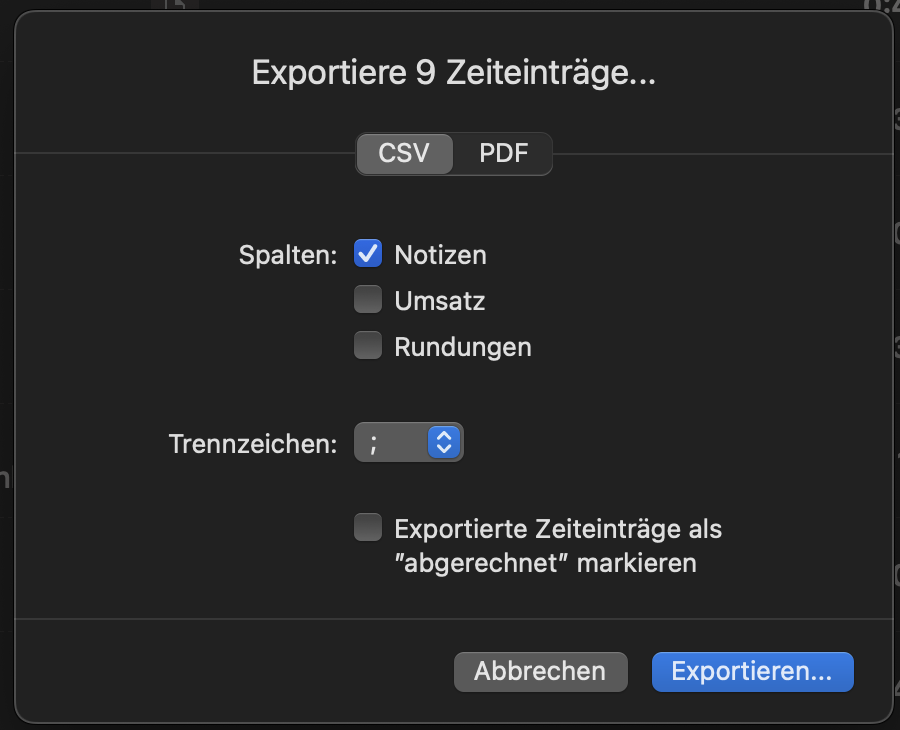 Exportiere 9 Zeiteinträge...
CSV PDF
Spalten: Notizen
Umsatz
Rundungen
Trennzeichen: ;
Exportierte Zeiteinträge als
"abgerechnet" markieren
Abbrechen Exportieren...